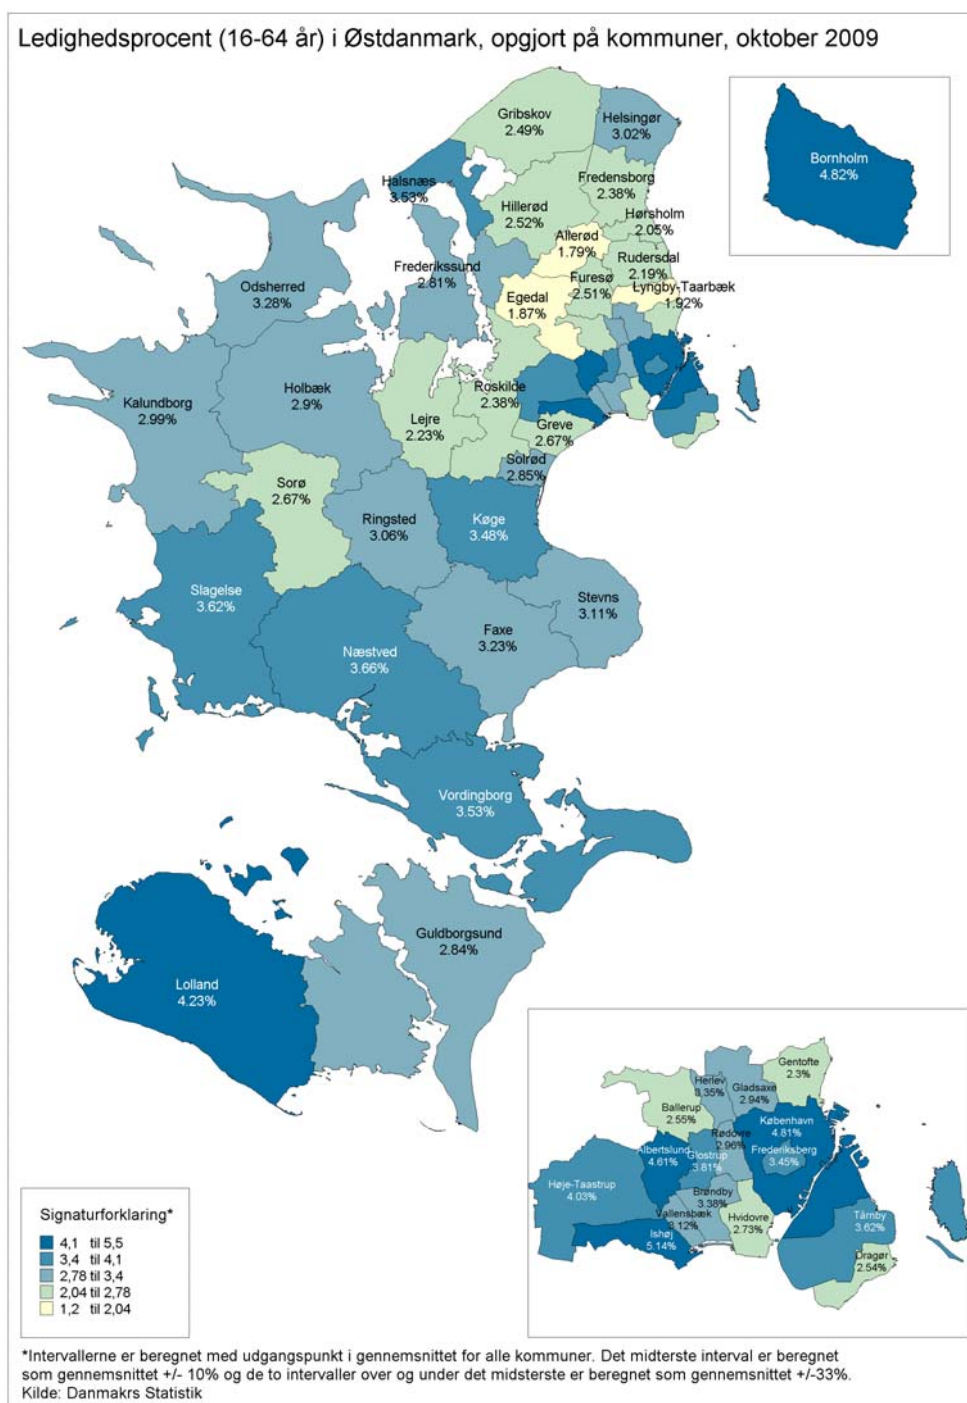 Ledighedsprocent (16-64 år) i Østdanmark, opgjort på kommuner, oktober 2009
Gribskov
2.49%
Helsingør
3.02%
Bornholm
4.82%
Halsnæs
3.53%
Fredensborg
2.38%
Hillerød
2.52%
Hørsholm
2.05%
Allerød
1.79%
Rudersdal
2.19%
Frederikssund
2.81%
Furesø
2.51%
Lyngby-Taarbæk
1.92%
Odsherred
3.28%
Egedal
1.87%
Holbæk
2.9%
Roskilde
2.38%
Kalundborg
2.99%
Lejre
2.23%
Greve
2.67%
Solrød
2.85%
Sorø
2.67%
Ringsted
3.06%
Køge
3.48%
Slagelse
3.62%
Stevns
3.11%
Faxe
3.23%
Næstved
3.66%
Vordingborg
3.53%
Guldborgsund
2.84%
Lolland
4.23%
Gentofte
2.3%
Herlev
3.35%
Gladsaxe
2.94%
Ballerup
2.55%
København
4.81%
Rødovre
2.96%
Albertslund
4.61%
Glostrup
3.81%
Frederiksberg
3.45%
Høje-Taastrup
4.03%
Brøndby
3.38%
Vallensbæk
3.12%
Hvidovre
2.73%
Tårnby
3.62%
Ishøj
5.14%
Dragør
2.54%
Signaturforklaring*
4,1 til 5,5
3,4 til 4,1
2,78 til 3,4
2,04 til 2,78
1,2 til 2,04
*Intervallerne er beregnet med udgangspunkt i gennemsnittet for alle kommuner. Det midterste interval er beregnet
som gennemsnittet +/- 10% og de to intervaller over og under det midsterste er beregnet som gennemsnittet +/-33%.
Kilde: Danmakrs Statistik